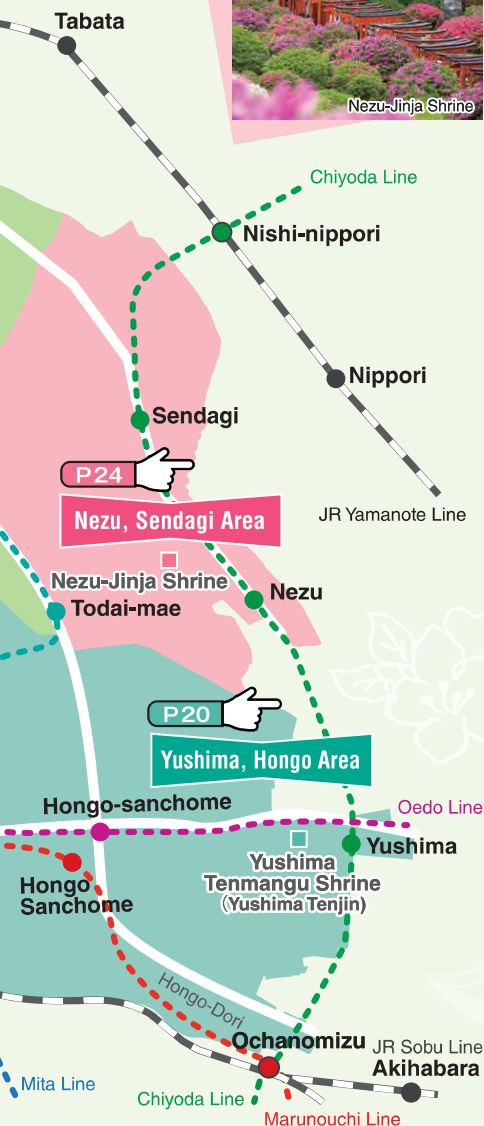 Tabata
Nezu-Jinja Shrine
Chiyoda Line
Nishi-nippori
Nippori
Sendagi
P24
JR Yamanote Line
Nezu, Sendagi Area
Nezu-Jinja Shrine
Nezu
Todai-mae
P20
Yushima, Hongo Area
Hongo-sanchome
Oedo Line
Yushima
Yushima
Tenmangu Shrine
(Yushima Tenjin)
Hongo
Sanchome
Hongo-Dori
Ochanomizu
JR Sobu Line
Akihabara
Mita Line
Chiyoda Line
Marunouchi Line